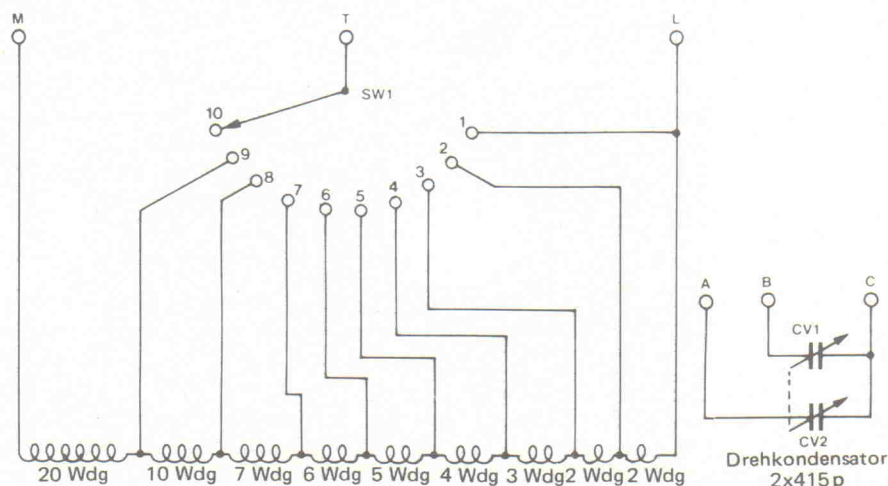 M T L
SW1
10 1
9 2
8 7 6 5 4 3
A B C
CV1
CV2
20 Wdg 10 Wdg 7 Wdg 6 Wdg 5 Wdg 4 Wdg 3 Wdg 2 Wdg 2 Wdg
Drehkondensator
2x415p